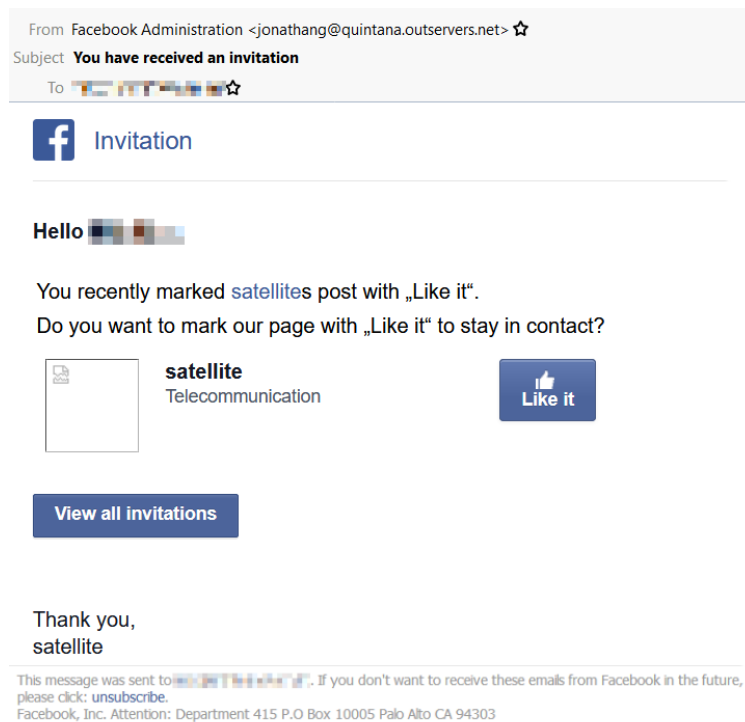 From Facebook Administration <jonathang@quintana.outservers.net>
Subject You have received an invitation
To
f Invitation
Hello
You recently marked satellites post with „Like it“.
Do you want to mark our page with „Like it“ to stay in contact?
satellite
Telecommunication
Like it
View all invitations
Thank you,
satellite
This message was sent to . If you don't want to receive these emails from Facebook in the future,
please click: unsubscribe.
Facebook, Inc. Attention: Department 415 P.O Box 10005 Palo Alto CA 94303